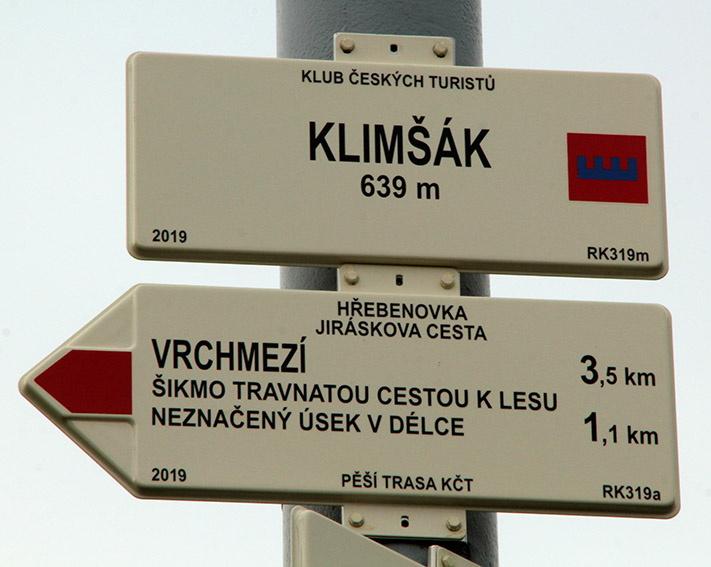 KLUB ČESKÝCH TURISTŮ
KLIMŠÁK
639 m
2019
RK319m
HŘEBENOVKA
JIRÁSKOVA CESTA
VRCHMEZÍ 3,5 km
ŠIKMO TRAVNATOU CESTOU K LESU
NEZNAČENÝ ÚSEK V DÉLCE 1,1 km
2019
PĚŠÍ TRASA KČT
RK319a